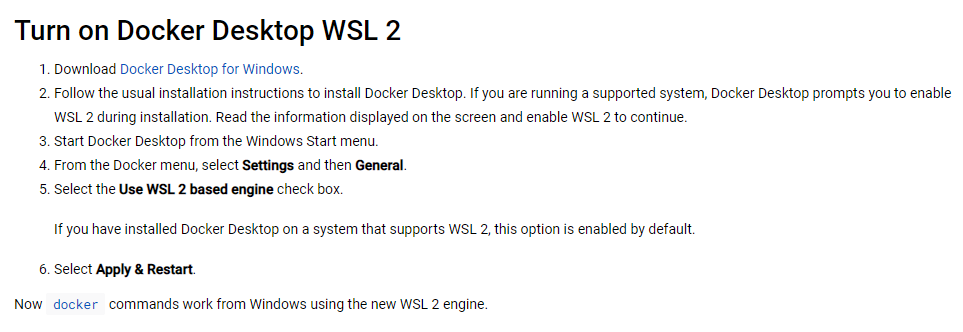 Turn on Docker Desktop WSL 2
1. Download Docker Desktop for Windows.
2. Follow the usual installation instructions to install Docker Desktop. If you are running a supported system, Docker Desktop prompts you to enable
WSL 2 during installation. Read the information displayed on the screen and enable WSL 2 to continue.
3. Start Docker Desktop from the Windows Start menu.
4. From the Docker menu, select Settings and then General.
5. Select the Use WSL 2 based engine check box.
If you have installed Docker Desktop on a system that supports WSL 2, this option is enabled by default.
6. Select Apply & Restart.
Now docker commands work from Windows using the new WSL 2 engine.